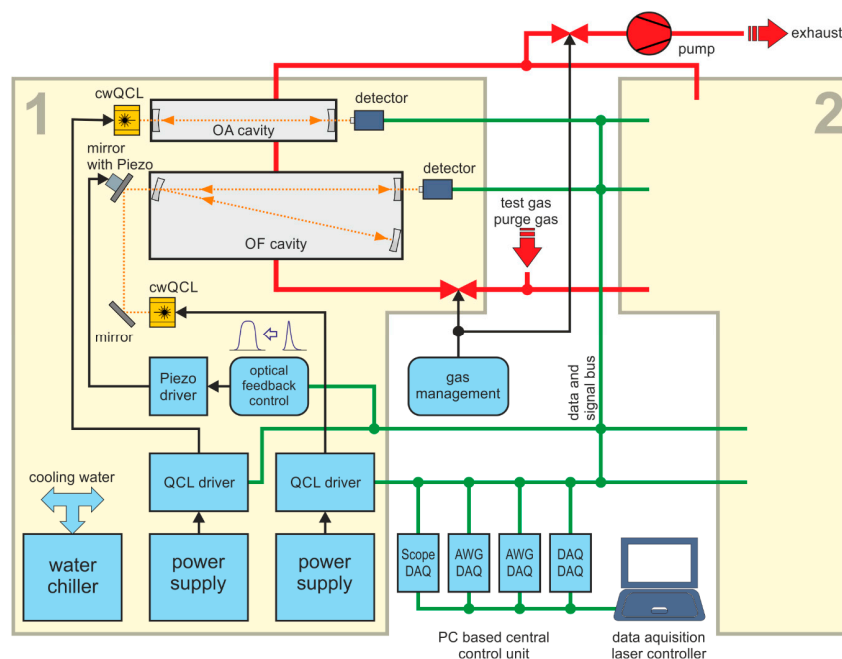 exhaust
pump
1
2
cwQCL
OA cavity
detector
mirror
with Piezo
detector
OF cavity
test gas
purge gas
cwQCL
mirror
Piezo
driver
optical
feedback
control
gas
management
data and
signal bus
cooling water
QCL driver
QCL driver
water
chiller
power
supply
power
supply
Scope
DAQ
AWG
DAQ
AWG
DAQ
DAQ
DAQ
PC based central
control unit
data aquisition
laser controller